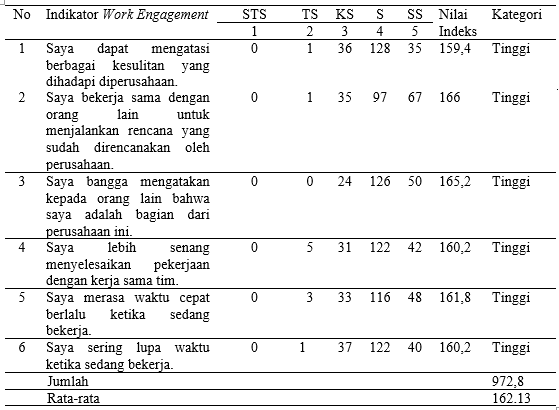 No Indikator Work Engagement STS TS KS S SS Nilai Kategori
1 2 3 4 5 Indeks
1 Saya dapat mengatasi 0 1 36 128 35 159,4 Tinggi
berbagai kesulitan yang
dihadapi diperusahaan.
2 Saya bekerja sama dengan 0 1 35 97 67 166 Tinggi
orang lain untuk
menjalankan rencana yang
sudah direncanakan oleh
perusahaan.
3 Saya bangga mengatakan 0 0 24 126 50 165,2 Tinggi
kepada orang lain bahwa
saya adalah bagian dari
perusahaan ini.
4 Saya lebih senang 0 5 31 122 42 160,2 Tinggi
menyelesaikan pekerjaan
dengan kerja sama tim.
5 Saya merasa waktu cepat 0 3 33 116 48 161,8 Tinggi
berlalu ketika sedang
bekerja.
6 Saya sering lupa waktu 0 1 37 122 40 160,2 Tinggi
ketika sedang bekerja.
Jumlah 972,8
Rata-rata 162.13